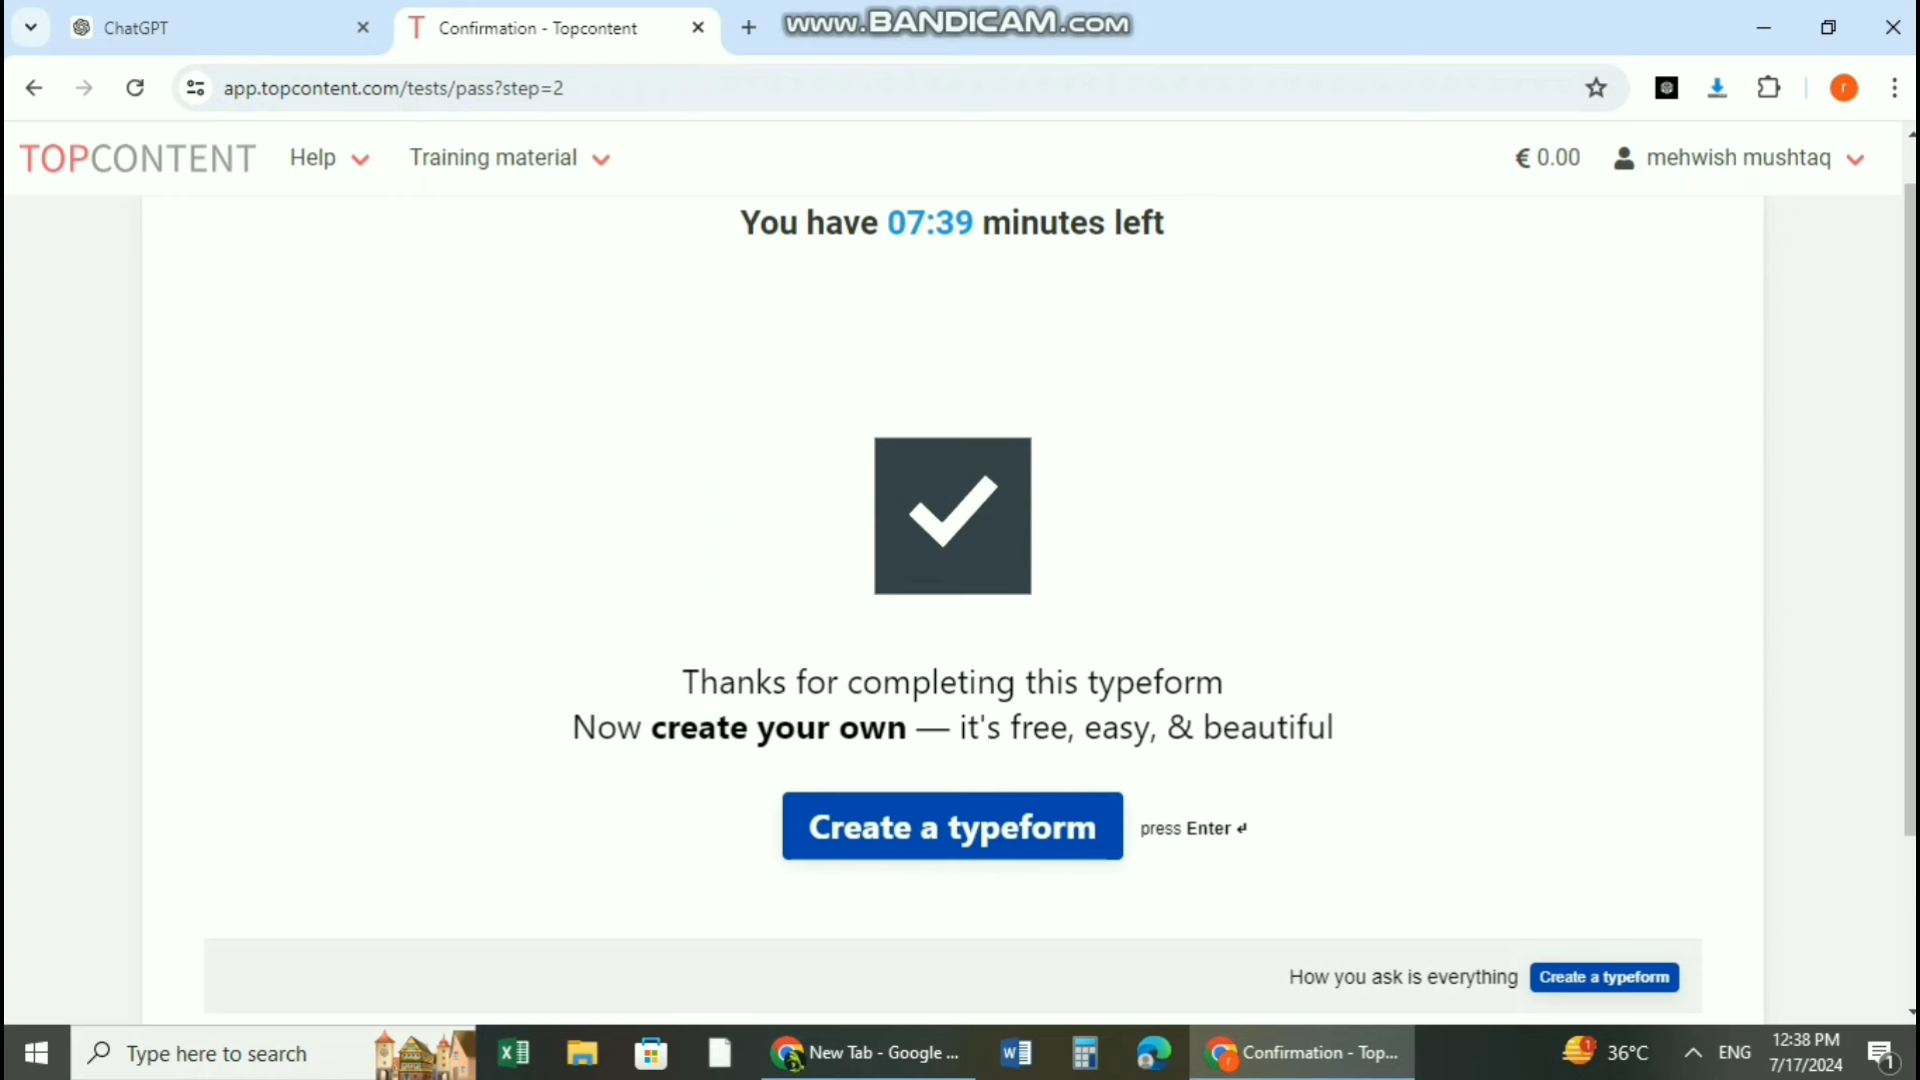 ChatGPT
Confirmation - Topcontent
www.BANDICAM.com
app.topcontent.com/tests/pass?step=2
r
TOPCONTENT
Help
Training material
€ 0.00
mehwish mushtaq
You have 07:39 minutes left
Thanks for completing this typeform
Now create your own — it's free, easy, & beautiful
Create a typeform
press Enter ↵
How you ask is everything
Create a typeform
Type here to search
New Tab - Google ...
Confirmation - Top...
1
36°C
ENG
12:38 PM
7/17/2024
1